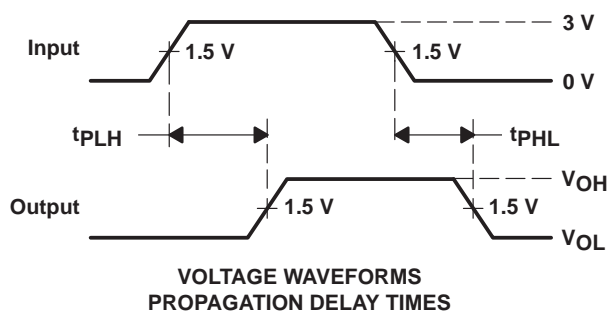 3 V
Input
1.5 V
1.5 V
0 V
tPLH
tPHL
VOH
Output
1.5 V
1.5 V
VOL
VOLTAGE WAVEFORMS
PROPAGATION DELAY TIMES